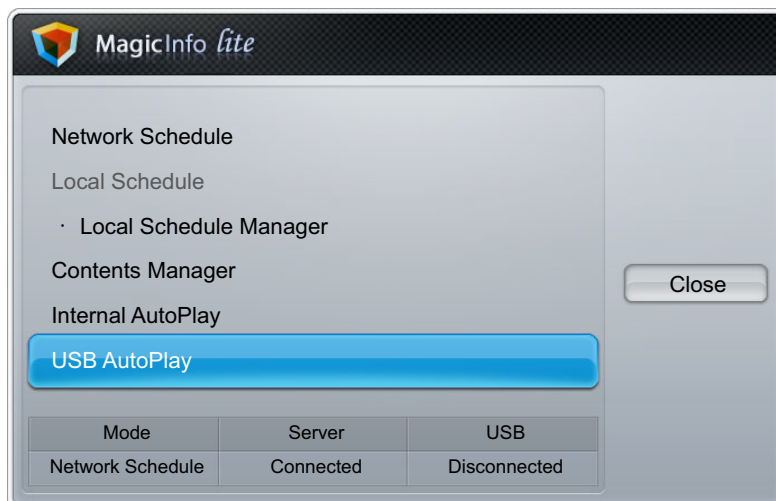 MagicInfo lite
Network Schedule
Local Schedule
· Local Schedule Manager
Contents Manager
Close
Internal AutoPlay
USB AutoPlay
Mode Server USB
Network Schedule Connected Disconnected